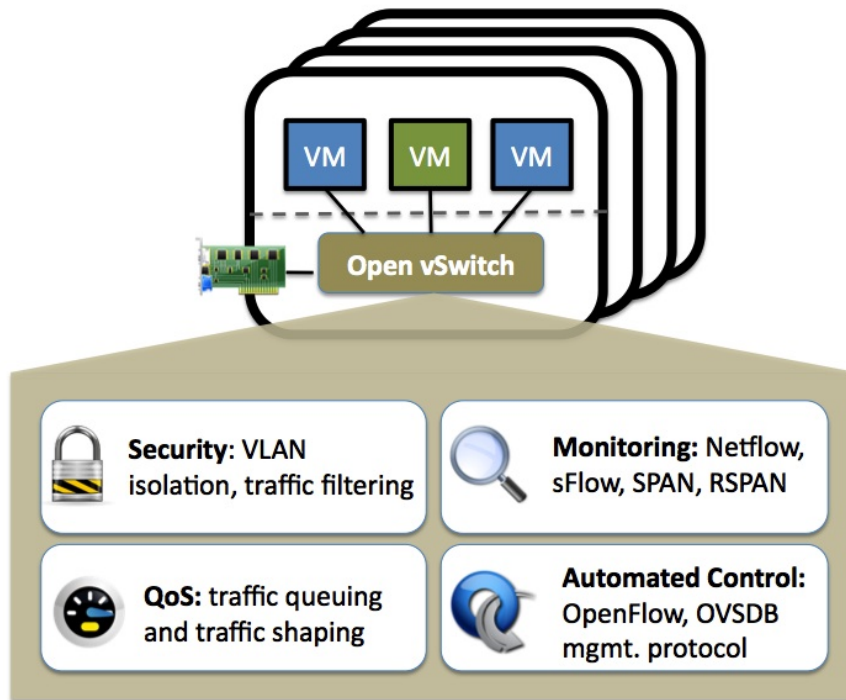 VM VM VM
Open vSwitch
Security: VLAN
isolation, traffic filtering
Monitoring: Netflow,
sFlow, SPAN, RSPAN
QoS: traffic queuing
and traffic shaping
Automated Control:
OpenFlow, OVSDB
mgmt. protocol